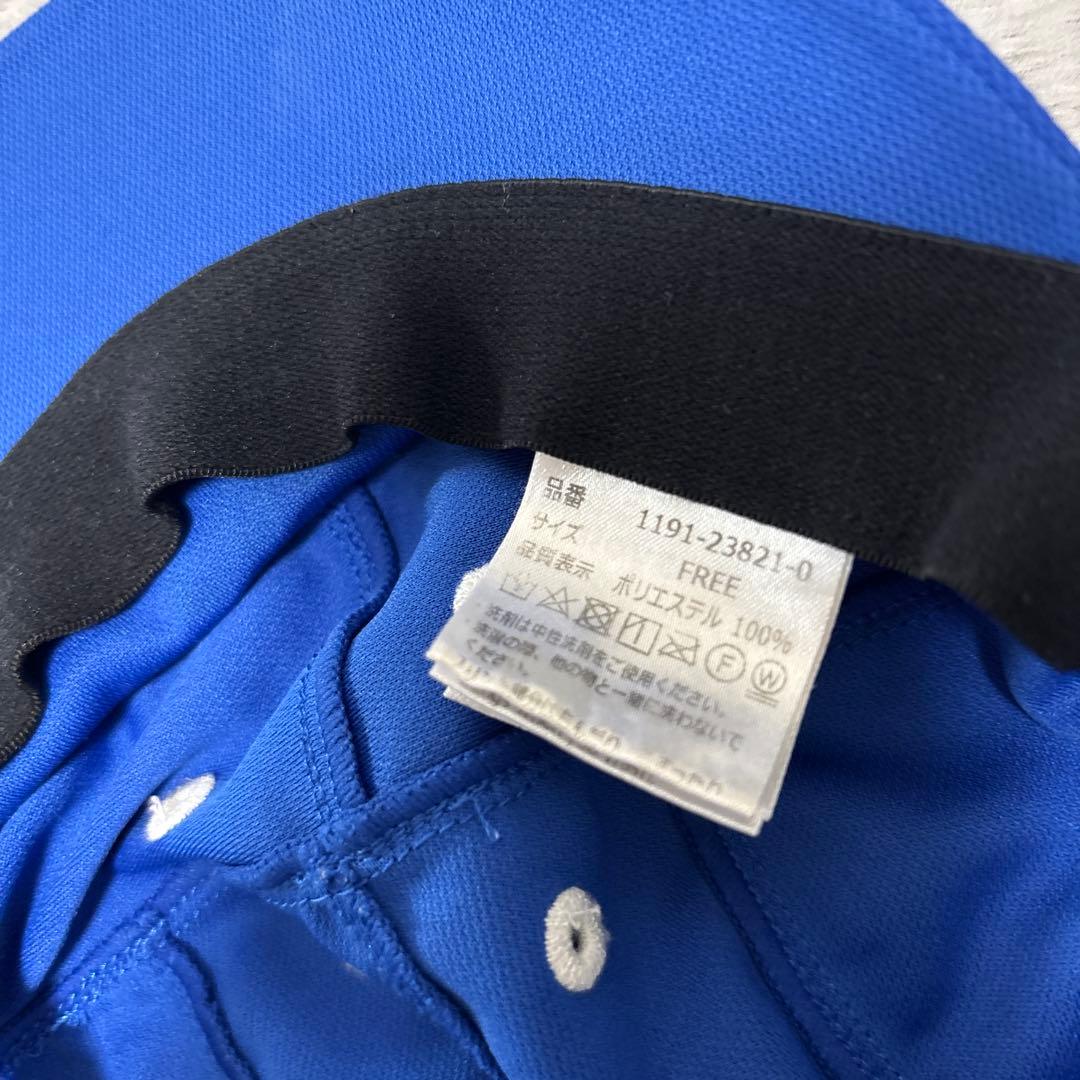 品番 1191-23821-0
サイズ FREE
品質表示 ポリエステル 100%
F W
洗剤は中性洗剤をご使用ください。
洗濯の際、他の物と一緒に洗わないで
ください。